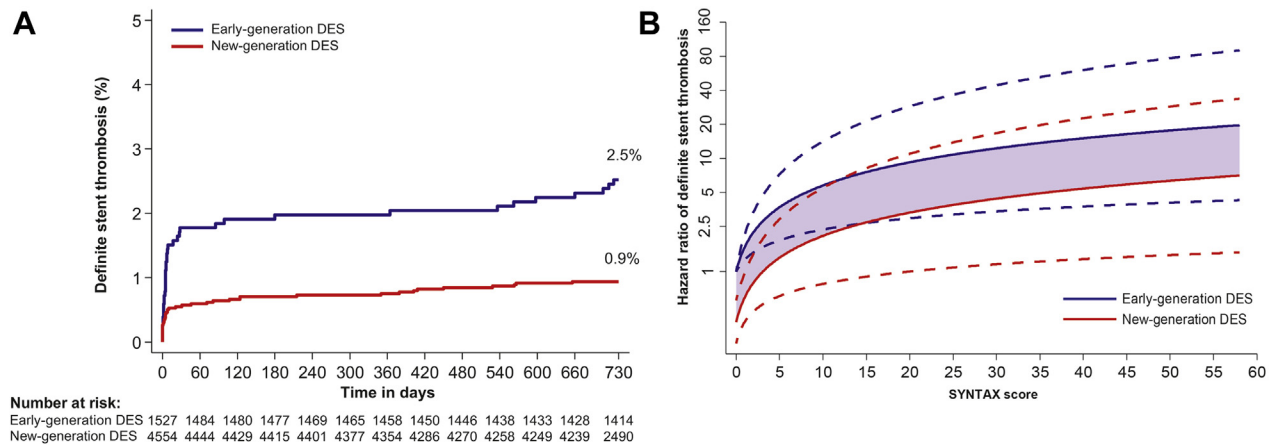 A
Early-generation DES
New-generation DES
Definite stent thrombosis (%)
5
4
3
2
1
0
2.5%
0.9%
0 60 120 180 240 300 360 420 480 540 600 660 730
Time in days
Number at risk:
Early-generation DES 1527 1484 1480 1477 1469 1465 1458 1450 1446 1438 1433 1428 1414
New-generation DES 4554 4444 4429 4415 4401 4377 4354 4286 4270 4258 4249 4239 2490
B
Hazard ratio of definite stent thrombosis
160
80
40
20
10
5
2.5
1
Early-generation DES
New-generation DES
0 5 10 15 20 25 30 35 40 45 50 55 60
SYNTAX score